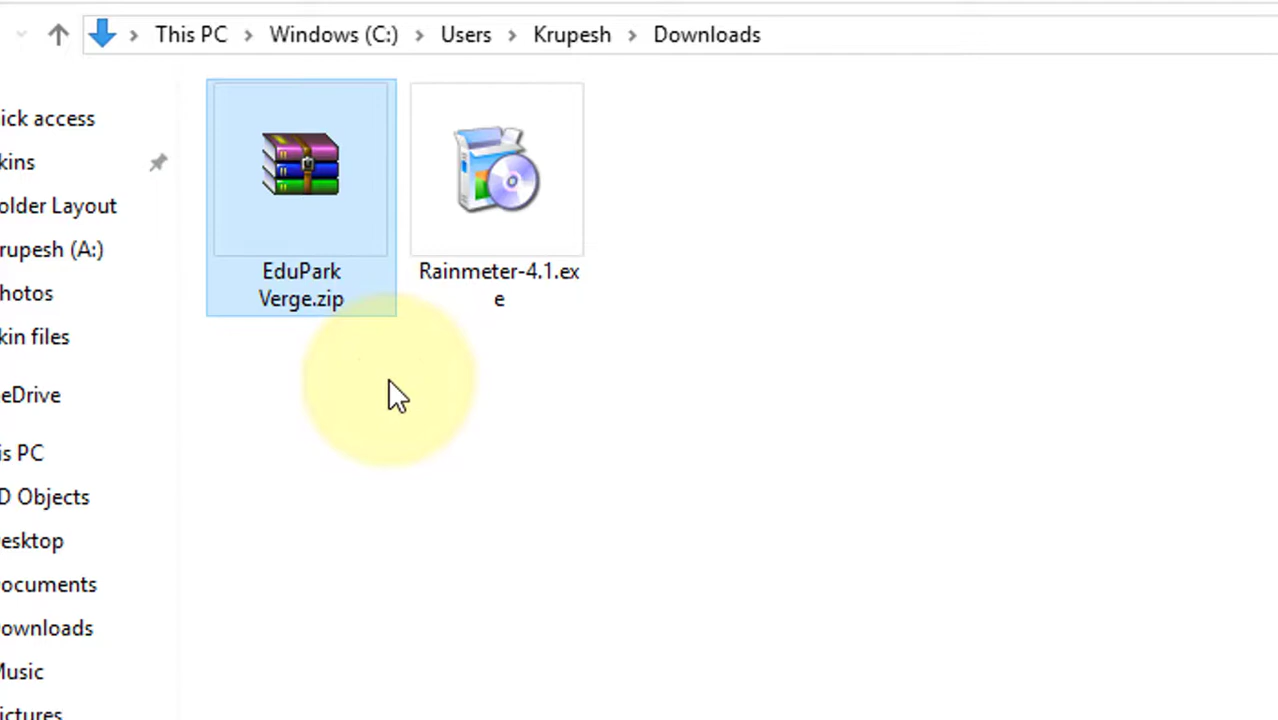 This PC > Windows (C:) > Users > Krupesh > Downloads
ick access
kins
older Layout
rupesh (A:)
hotos
kin files
eDrive
is PC
D Objects
esktop
ocuments
ownloads
Music
ictures
EduPark
Verge.zip
Rainmeter-4.1.ex
e